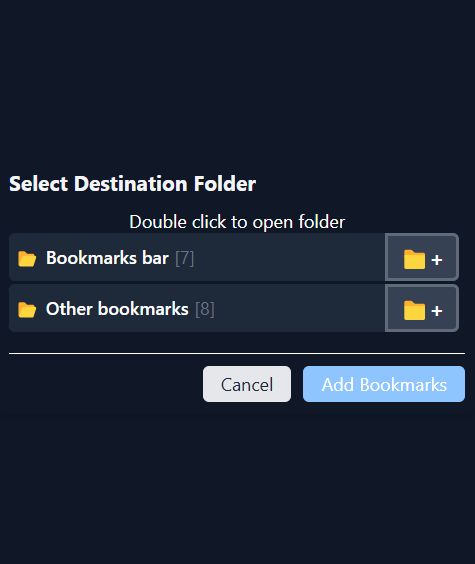 Select Destination Folder
Double click to open folder
Bookmarks bar [7]
+
Other bookmarks [8]
+
Cancel
Add Bookmarks